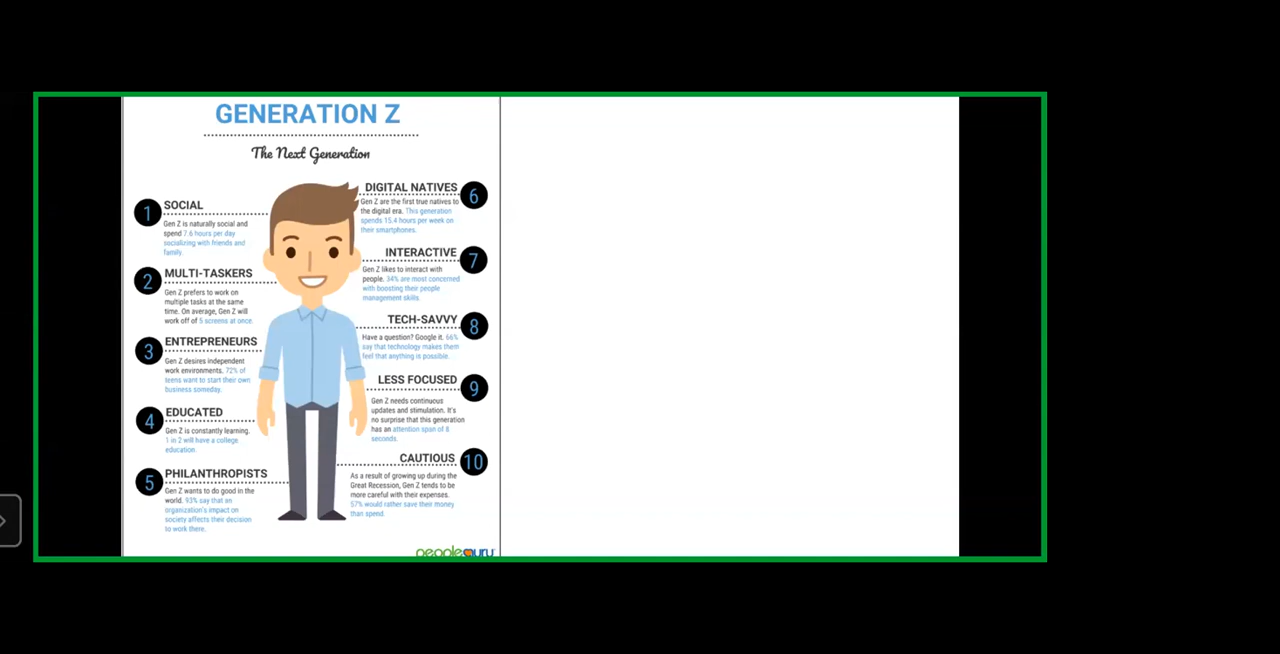 GENERATION Z
The Next Generation
1
SOCIAL
Gen Z is naturally social and
spend 7.6 hours per day
socializing with friends and
family.
2
MULTI-TASKERS
Gen Z prefers to work on
multiple tasks at the same
time. On average, Gen Z will
work off of 5 screens at once.
3
ENTREPRENEURS
Gen Z desires independent
work environments. 72% of
teens want to start their own
business someday.
4
EDUCATED
Gen Z is constantly learning.
1 in 2 will have a college
education.
5
PHILANTHROPISTS
Gen Z wants to do good in the
world. 93% say that an
organization's impact on
society affects their decision
to work there.
DIGITAL NATIVES
6
Gen Z are the first true natives to
the digital era. This generation
spends 15.4 hours per week on
their smartphones.
INTERACTIVE
7
Gen Z likes to interact with
people. 34% are most concerned
with boosting their people
management skills.
TECH-SAVVY
8
Have a question? Google it. 66%
say that technology makes them
feel that anything is possible.
LESS FOCUSED
9
Gen Z needs continuous
updates and stimulation. It's
no surprise that this generation
has an attention span of 8
seconds.
CAUTIOUS
10
As a result of growing up during the
Great Recession, Gen Z tends to be
more careful with their expenses.
57% would rather save their money
than spend.
peopleguru